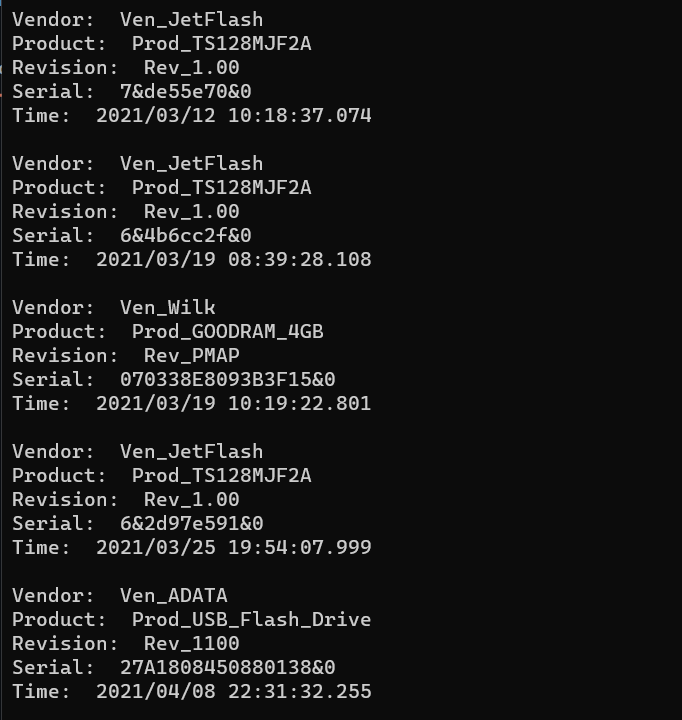 Vendor:  Ven_JetFlash
Product:  Prod_TS128MJF2A
Revision:  Rev_1.00
Serial:  7&de55e70&0
Time:  2021/03/12 10:18:37.074
Vendor:  Ven_JetFlash
Product:  Prod_TS128MJF2A
Revision:  Rev_1.00
Serial:  6&4b6cc2f&0
Time:  2021/03/19 08:39:28.108
Vendor:  Ven_Wilk
Product:  Prod_GOODRAM_4GB
Revision:  Rev_PMAP
Serial:  070338E8093B3F15&0
Time:  2021/03/19 10:19:22.801
Vendor:  Ven_JetFlash
Product:  Prod_TS128MJF2A
Revision:  Rev_1.00
Serial:  6&2d97e591&0
Time:  2021/03/25 19:54:07.999
Vendor:  Ven_ADATA
Product:  Prod_USB_Flash_Drive
Revision:  Rev_1100
Serial:  27A1808450880138&0
Time:  2021/04/08 22:31:32.255